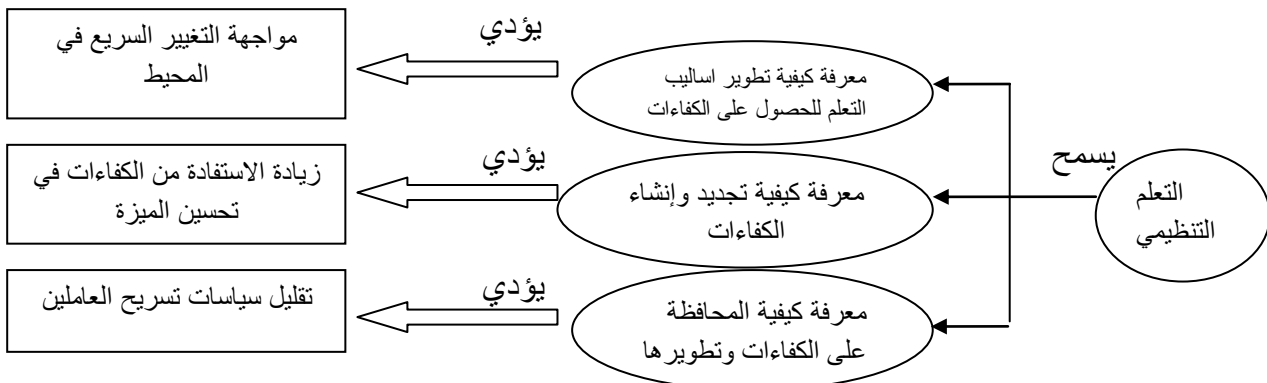 يسمح
التعلم
التنظيمي
معرفة كيفية تطوير اساليب
التعلم للحصول على الكفاءات
يؤدي
مواجهة التغيير السريع في
المحيط
معرفة كيفية تجديد وإنشاء
الكفاءات
يؤدي
زيادة الاستفادة من الكفاءات في
تحسين الميزة
معرفة كيفية المحافظة
على الكفاءات وتطويرها
يؤدي
تقليل سياسات تسريح العاملين